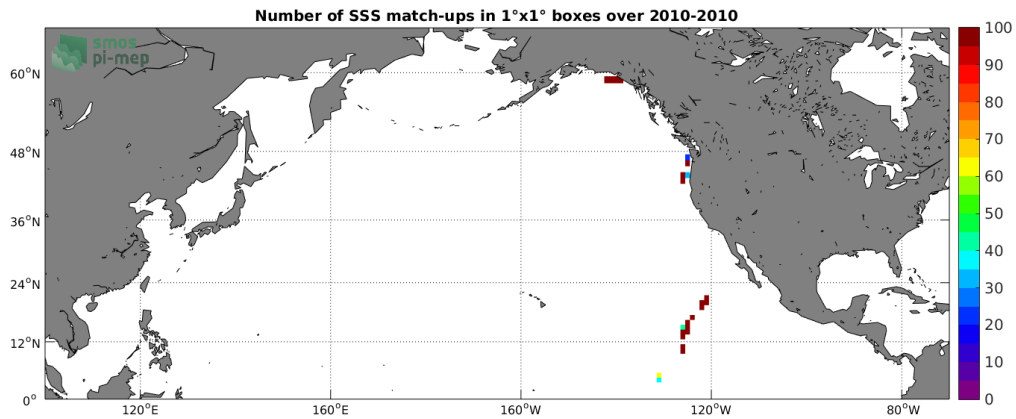 Number of SSS match-ups in 1°x1° boxes over 2010-2010
smos
pi-mep
60°N
48°N
36°N
24°N
12°N
0°
120°E
160°E
160°W
120°W
80°W
100
90
80
70
60
50
40
30
20
10
0